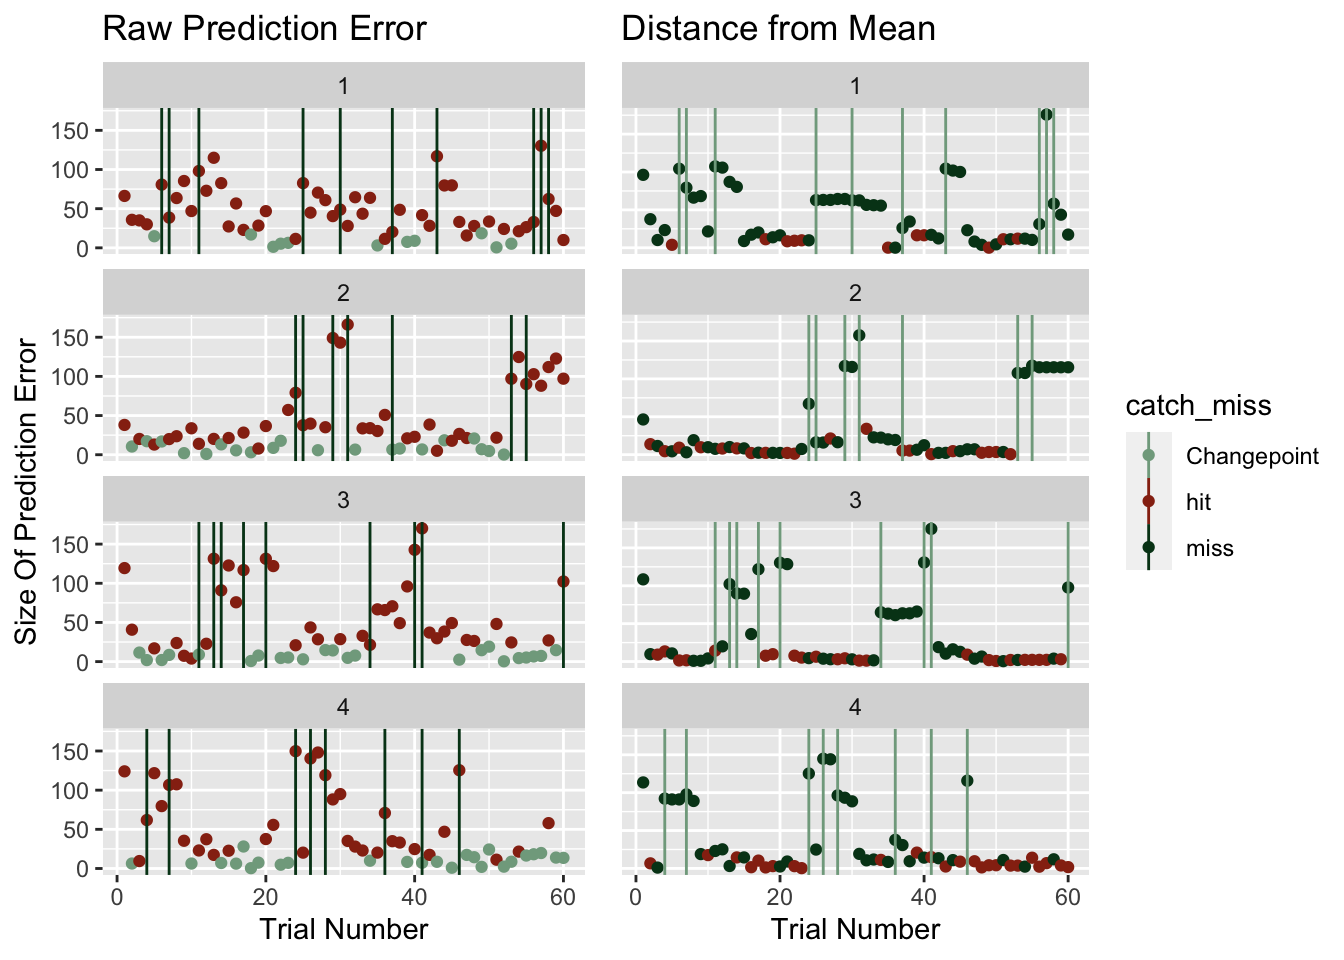 Raw Prediction Error
Distance from Mean
1
1
150
100
50
0
2
2
150
100
50
0
3
3
150
100
50
0
4
4
150
100
50
0
0 20 40 60
0 20 40 60
Trial Number
Trial Number
Size Of Prediction Error
catch_miss
Changepoint
hit
miss